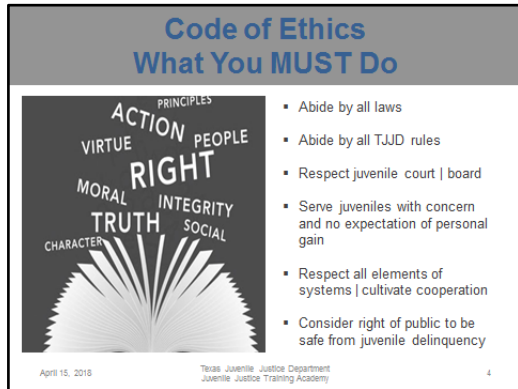 Code of Ethics
What You MUST Do
PRINCIPLES
ACTION
VIRTUE
PEOPLE
RIGHT
MORAL
INTEGRITY
TRUTH
SOCIAL
CHARACTER
▪ Abide by all laws
▪ Abide by all TJJD rules
▪ Respect juvenile court | board
▪ Serve juveniles with concern
and no expectation of personal
gain
▪ Respect all elements of
systems | cultivate cooperation
▪ Consider right of public to be
safe from juvenile delinquency
April 15, 2018
Texas Juvenile Justice Department
Juvenile Justice Training Academy
4